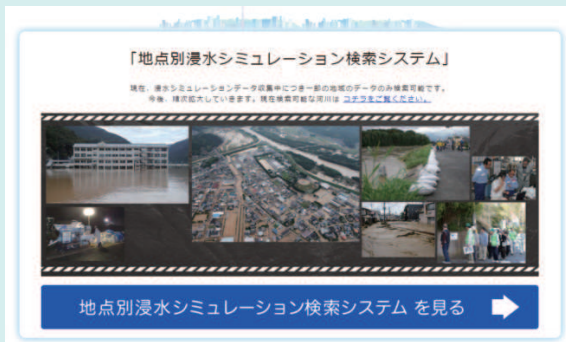 「地点別浸水シミュレーション検索システム」
現在、浸水シミュレーションデータ収集中につき一部の地域のデータのみ検索可能です。
今後、順次拡大していきます。現在検索可能な河川は コチラをご覧ください。
地点別浸水シミュレーション検索システム を見る